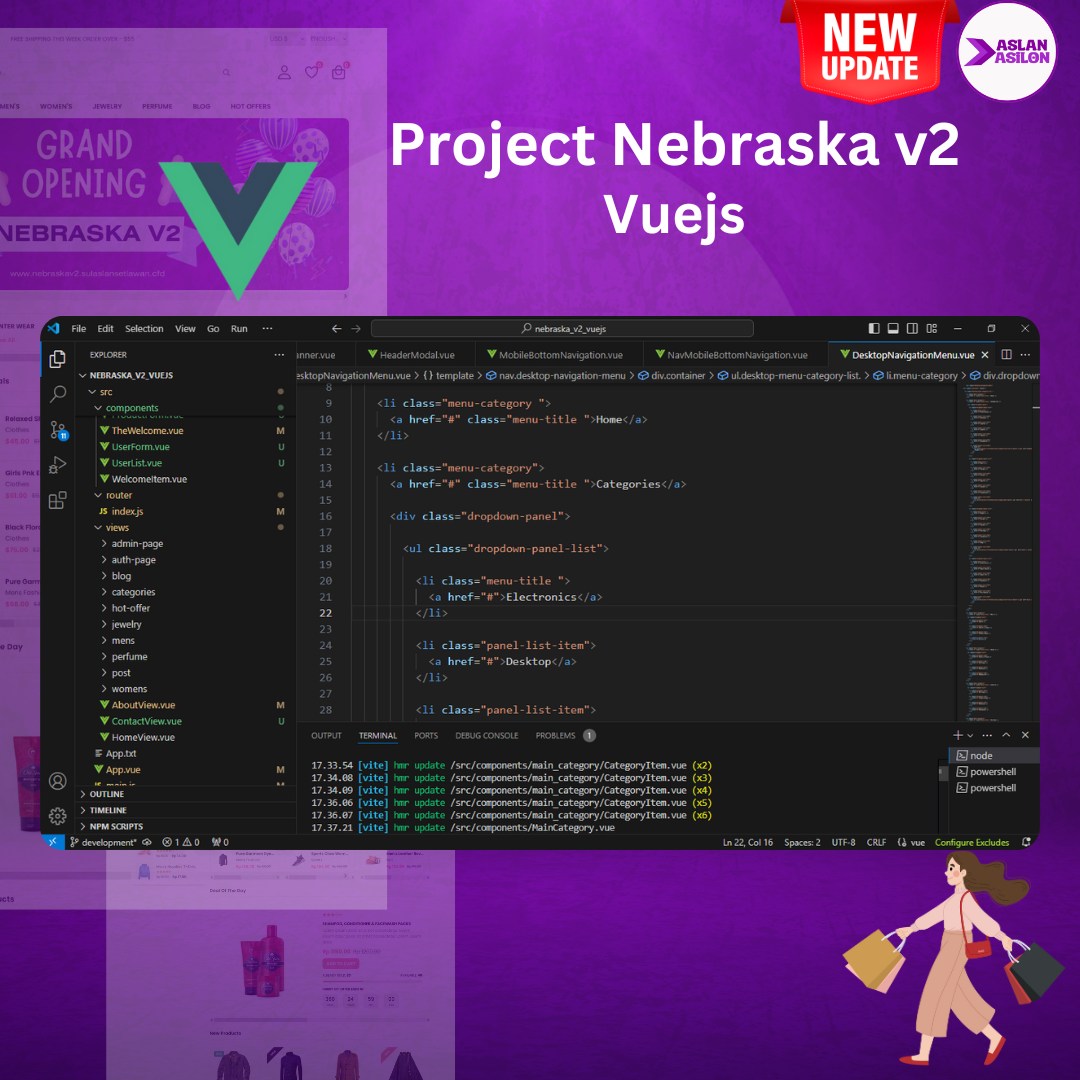 NEW
UPDATE
ASLAN
ASILON
Project Nebraska v2
Vuejs
MEN'S WOMEN'S JEWELRY PERFUMS BLOG HOT OFFERS
GRAND
OPENING
NEBRASKA V2
File Edit Selection View Go Run ...
nebraska_v2_vuejs
EXPLORER ...
nner.vue HeaderModal.vue MobileBottomNavigation.vue NavMobileBottomNavigation.vue DesktopNavigationMenu.vue
esktopNavigationMenu.vue > {} template > nav.desktop-navigation-menu > div.container > ul.desktop-menu-category-list. > li.menu-category > div.dropdown
NEBRASKA_V2_VUEJS
src
components
TheWelcome.vue M
UserForm.vue U
UserList.vue U
WelcomeItem.vue
router
JS index.js M
views
admin-page
auth-page
blog
categories
hot-offer
jewelry
mens
perfume
post
womens
AboutView.vue M
ContactView.vue U
HomeView.vue
App.txt
App.vue M
OUTLINE
TIMELINE
NPM SCRIPTS
11
8
9 <li class="menu-category ">
10 <a href="#" class="menu-title ">Home</a>
11 </li>
12
13 <li class="menu-category">
14 <a href="#" class="menu-title ">Categories</a>
15
16 <div class="dropdown-panel">
17
18 <ul class="dropdown-panel-list">
19
20 <li class="menu-title ">
21 <a href="#">Electronics</a>
22 </li>
23
24 <li class="panel-list-item">
25 <a href="#">Desktop</a>
26 </li>
27
28 <li class="panel-list-item">
OUTPUT TERMINAL PORTS DEBUG CONSOLE PROBLEMS 1
17.33.54 [vite] hmr update /src/components/main_category/CategoryItem.vue (x2)
17.34.08 [vite] hmr update /src/components/main_category/CategoryItem.vue (x3)
17.34.09 [vite] hmr update /src/components/main_category/CategoryItem.vue (x4)
17.36.06 [vite] hmr update /src/components/main_category/CategoryItem.vue (x5)
17.36.07 [vite] hmr update /src/components/main_category/CategoryItem.vue (x6)
17.37.21 [vite] hmr update /src/components/MainCategory.vue
node
powershell
powershell
development* 1 0 0 Ln 22, Col 16 Spaces: 2 UTF-8 CRLF vue Configure Excludes
Deal Of The Day
New Products